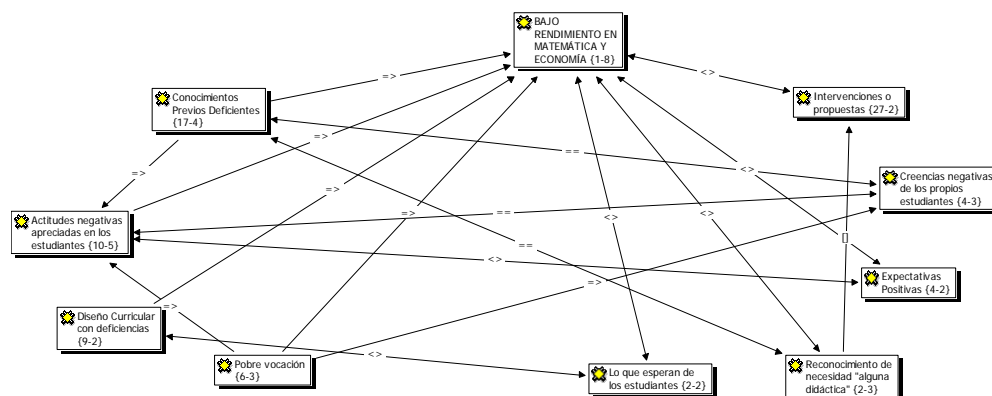 BAJO
RENDIMIENTO EN
MATEMÁTICA Y
ECONOMÍA {1-8}
=>
<>
Conocimientos
Previos Deficientes
{17-4}
Intervenciones o
propuestas {27-2}
=>
==
<>
Creencias negativas
de los propios
estudiantes {4-3}
=>
=>
==
<>
<>
Actitudes negativas
apreciadas en los
estudiantes {10-5}
[]
==
<>
=>
Expectativas
Positivas {4-2}
=>
Diseño Curricular
con deficiencias
{9-2}
<>
Pobre vocación
{6-3}
Lo que esperan de
los estudiantes {2-2}
Reconocimiento de
necesidad "alguna
didáctica" {2-3}